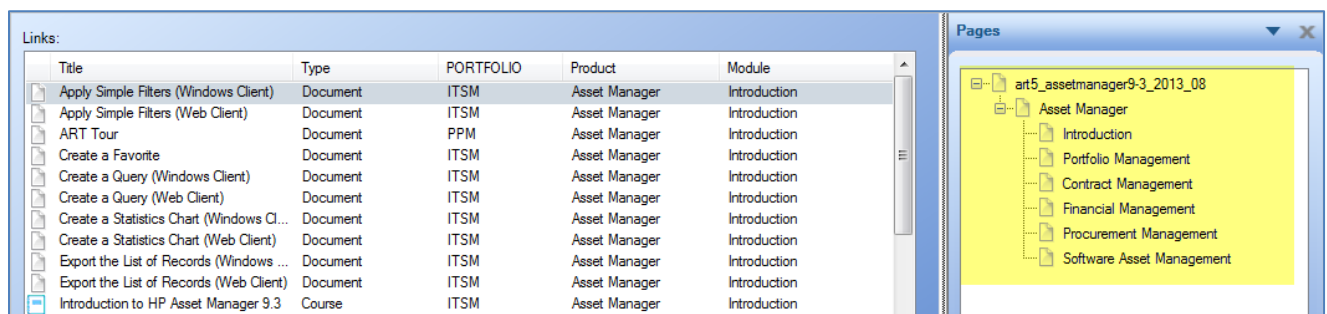 Links:
Title Type PORTFOLIO Product Module
Apply Simple Filters (Windows Client) Document ITSM Asset Manager Introduction
Apply Simple Filters (Web Client) Document ITSM Asset Manager Introduction
ART Tour Document PPM Asset Manager Introduction
Create a Favorite Document ITSM Asset Manager Introduction
Create a Query (Windows Client) Document ITSM Asset Manager Introduction
Create a Query (Web Client) Document ITSM Asset Manager Introduction
Create a Statistics Chart (Windows Cl... Document ITSM Asset Manager Introduction
Create a Statistics Chart (Web Client) Document ITSM Asset Manager Introduction
Export the List of Records (Windows ... Document ITSM Asset Manager Introduction
Export the List of Records (Web Client) Document ITSM Asset Manager Introduction
Introduction to HP Asset Manager 9.3 Course ITSM Asset Manager Introduction
Pages
art5_assetmanager9-3_2013_08
Asset Manager
Introduction
Portfolio Management
Contract Management
Financial Management
Procurement Management
Software Asset Management